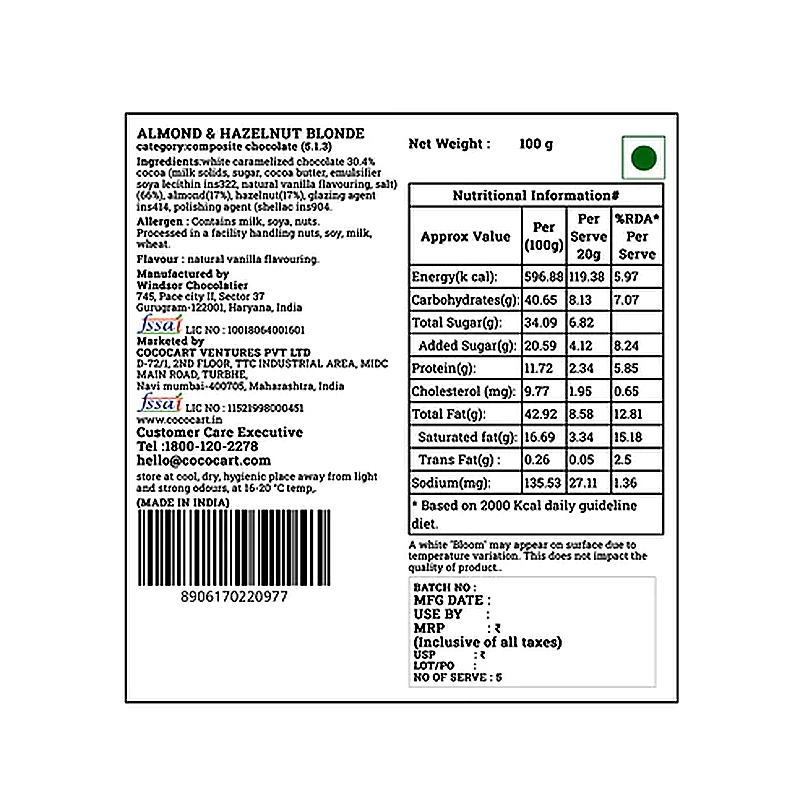 ALMOND & HAZELNUT BLONDE
category:composite chocolate (5.1.3)
Ingredients:white caramelized chocolate 30.4%
cocoa (milk solids, sugar, cocoa butter, emulsifier
soya lecithin ins322, natural vanilla flavouring, salt)
(66%), almond(17%), hazelnut(17%), glazing agent
ins414, polishing agent (shellac ins904.
Allergen : Contains milk, soya, nuts.
Processed in a facility handling nuts, soy, milk,
wheat.
Flavour : natural vanilla flavouring.
Manufactured by
Windsor Chocolatier
745, Pace city II, Sector 37
Gurugram-122001, Haryana, India
fssai LIC NO : 10018064001601
Marketed by
COCOCART VENTURES PVT LTD
D-72/1, 2ND FLOOR, TTC INDUSTRIAL AREA, MIDC
MAIN ROAD, TURBHE,
Navi mumbai-400705, Maharashtra, India
fssai LIC NO : 11521998000451
www.cococart.in
Customer Care Executive
Tel :1800-120-2278
hello@cococart.com
store at cool, dry, hygienic place away from light
and strong odours, at 16-20 °C temp,.
(MADE IN INDIA)
8906170220977
Net Weight : 100 g
Nutritional Information#
Approx Value Per (100g) Per Serve 20g %RDA* Per Serve
Energy(k cal): 596.88 119.38 5.97
Carbohydrates(g): 40.65 8.13 7.07
Total Sugar(g): 34.09 6.82
Added Sugar(g): 20.59 4.12 8.24
Protein(g): 11.72 2.34 5.85
Cholesterol (mg): 9.77 1.95 0.65
Total Fat(g): 42.92 8.58 12.81
Saturated fat(g): 16.69 3.34 15.18
Trans Fat(g) : 0.26 0.05 2.5
Sodium(mg): 135.53 27.11 1.36
* Based on 2000 Kcal daily guideline
diet.
A white "Bloom" may appear on surface due to
temperature variation. This does not impact the
quality of product..
BATCH NO :
MFG DATE :
USE BY :
MRP : ₹
(Inclusive of all taxes)
USP : ₹
LOT/PO :
NO OF SERVE : 5